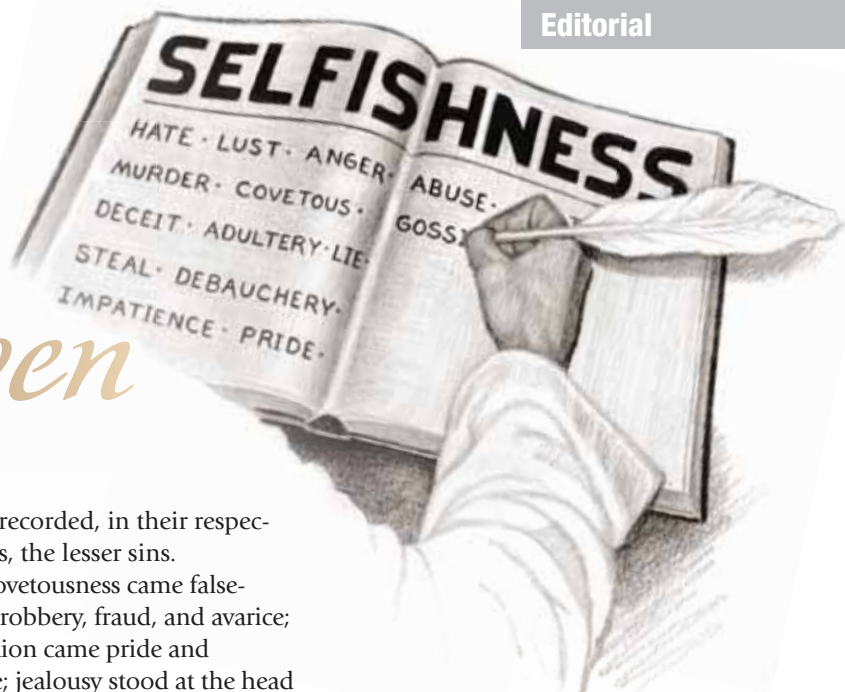 Editorial
SELFISHNESS
HATE · LUST · ANGER ·
MURDER · COVETOUS ·
DECEIT · ADULTERY · LIE ·
STEAL · DEBAUCHERY ·
IMPATIENCE · PRIDE ·
ABUSE ·
GOSSI
pen
recorded, in their respec-
s, the lesser sins.
ovetousness came false-
robbery, fraud, and avarice;
ion came pride and
e; jealousy stood at the head